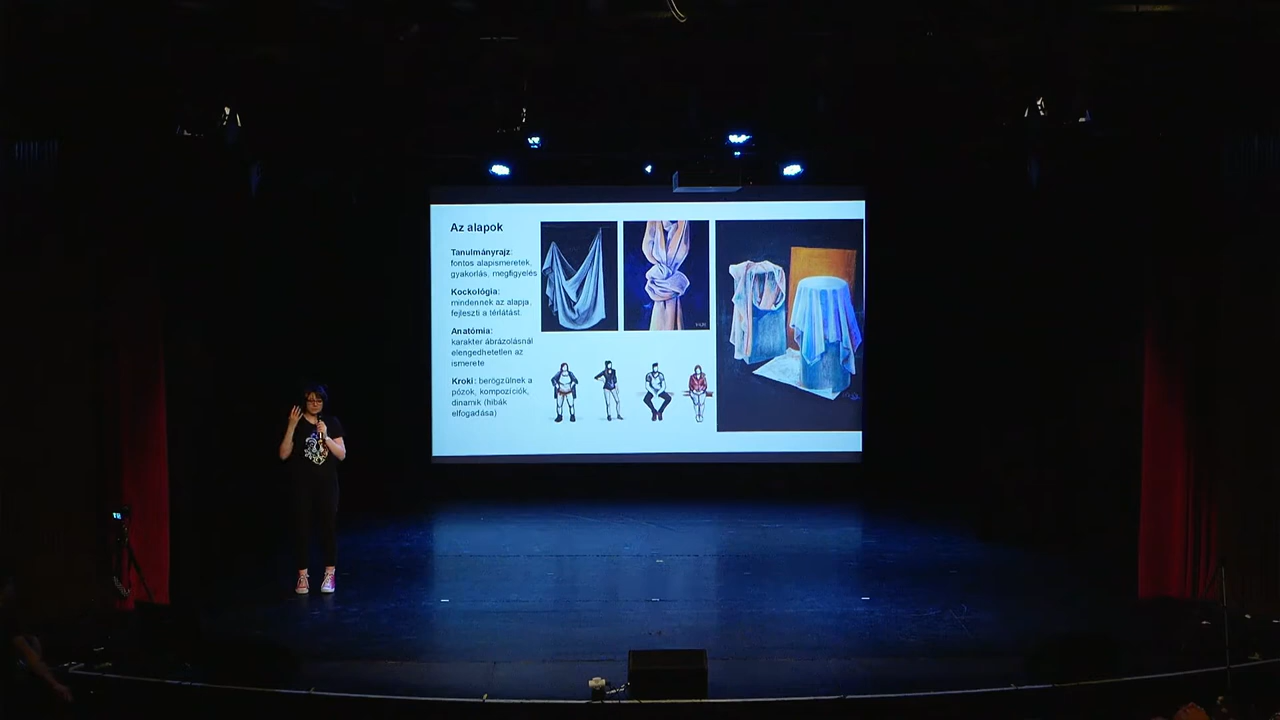 Az alapok
Tanulmányrajz:
fontos alapismeretek,
gyakorlás, megfigyelés
Kockológia:
mindennek az alapja,
fejleszti a térlátást.
Anatómia:
karakter ábrázolásnál
elengedhetetlen az
ismerete
Kroki: berögzülnek a
pózok, kompozíciók,
dinamik (hibák
elfogadása)